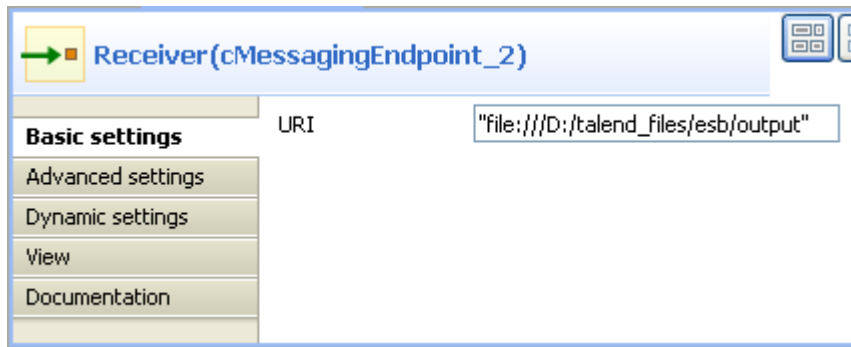 Receiver(cMessagingEndpoint_2)
Basic settings
URI
"file:///D:/talend_files/esb/output"
Advanced settings
Dynamic settings
View
Documentation